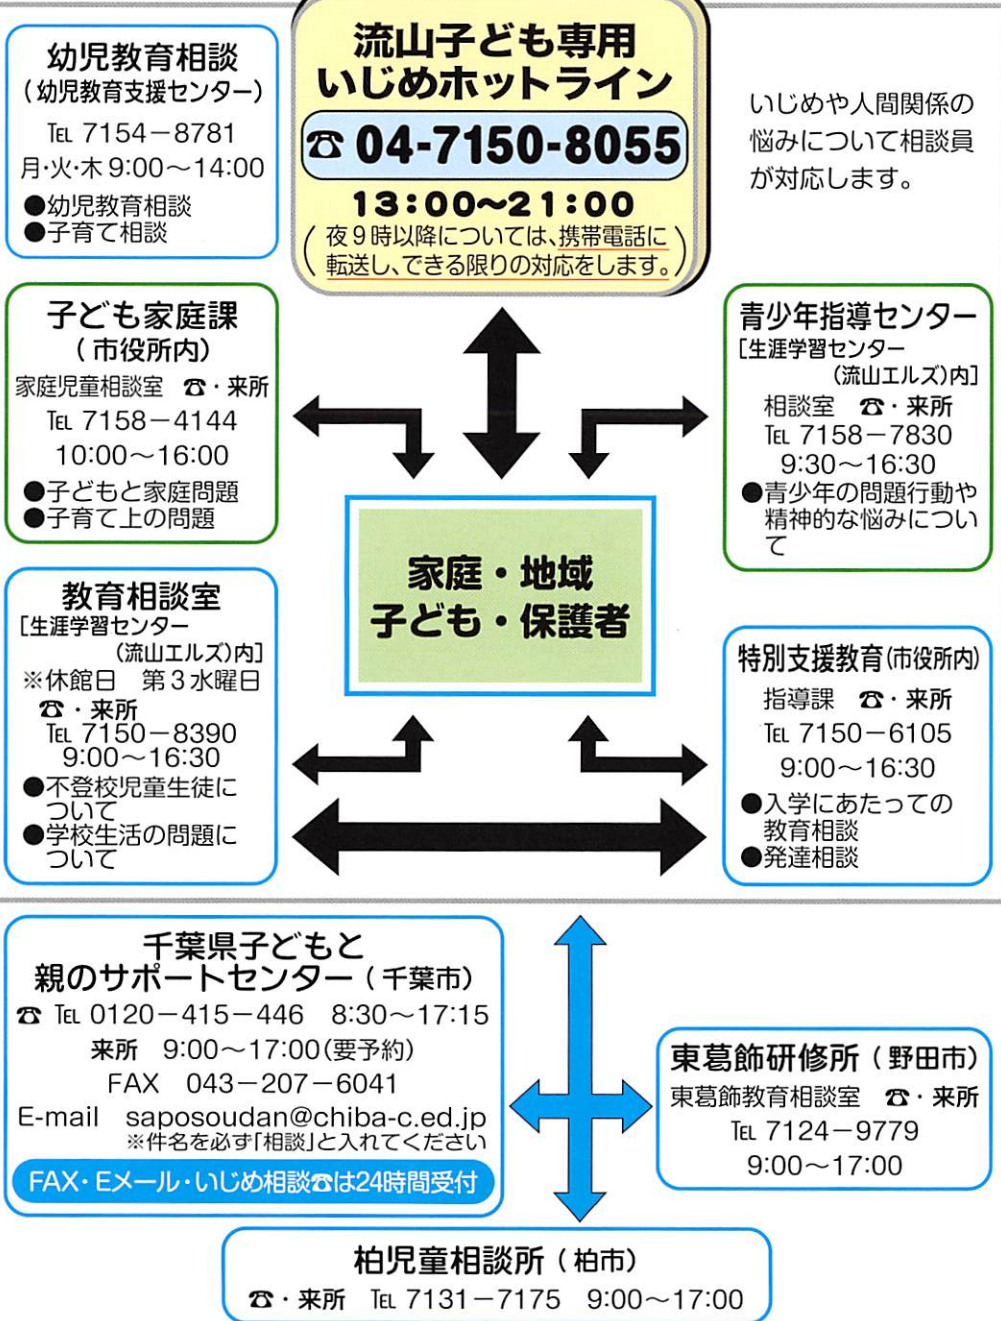 幼児教育相談
(幼児教育支援センター)
TEL 7154-8781
月・火・木 9:00~14:00
●幼児教育相談
●子育て相談
流山子ども専用
いじめホットライン
☎ 04-7150-8055
13:00~21:00
(夜9時以降については、携帯電話に
転送し、できる限りの対応をします。)
いじめや人間関係の
悩みについて相談員
が対応します。
子ども家庭課
(市役所内)
家庭児童相談室 ☎・来所
TEL 7158-4144
10:00~16:00
●子どもと家庭問題
●子育て上の問題
青少年指導センター
[生涯学習センター
(流山エルズ)内]
相談室 ☎・来所
TEL 7158-7830
9:30~16:30
●青少年の問題行動や
精神的な悩みについ
て
家庭・地域
子ども・保護者
教育相談室
[生涯学習センター
(流山エルズ)内]
※休館日 第3水曜日
☎・来所
TEL 7150-8390
9:00~16:30
●不登校児童生徒に
ついて
●学校生活の問題に
ついて
特別支援教育(市役所内)
指導課 ☎・来所
TEL 7150-6105
9:00~16:30
●入学にあたっての
教育相談
●発達相談
千葉県子どもと
親のサポートセンター(千葉市)
☎ TEL 0120-415-446 8:30~17:15
来所 9:00~17:00(要予約)
FAX 043-207-6041
E-mail saposoudan@chiba-c.ed.jp
※件名を必ず「相談」と入れてください
FAX・Eメール・いじめ相談☎は24時間受付
東葛飾研修所(野田市)
東葛飾教育相談室 ☎・来所
TEL 7124-9779
9:00~17:00
柏児童相談所(柏市)
☎・来所 TEL 7131-7175 9:00~17:00